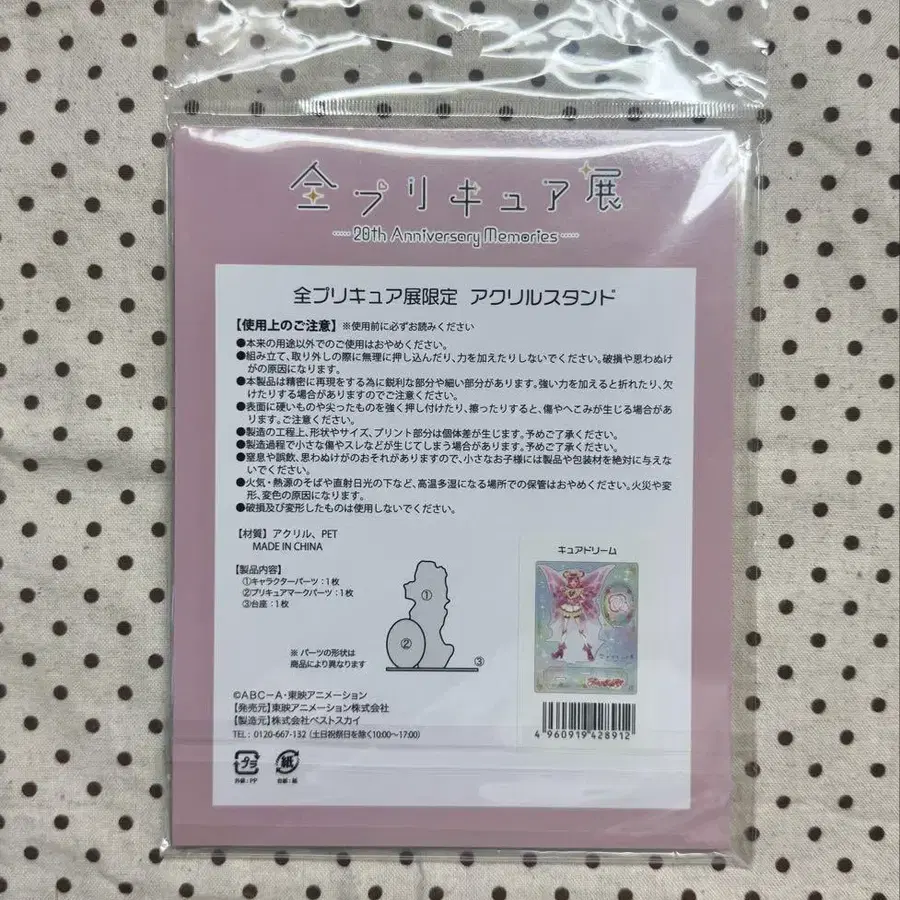 全プリキュア展
20th Anniversary Memories
全プリキュア展限定 アクリルスタンド
【使用上のご注意】※使用前に必ずお読みください
●本来の用途以外でのご使用はおやめください。
●組み立て、取り外しの際に無理に押し込んだり、力を加えたりしないでください。破損や思わぬけ
がの原因になります。
●本製品は精密に再現をする為に鋭利な部分や細い部分があります。強い力を加えると折れたり、欠
けたりする場合がありますのでご注意ください。
●表面に硬いものや尖ったものを強く押し付けたり、擦ったりすると、傷やへこみが生じる場合があ
ります。ご注意ください。
●製造の工程上、形状やサイズ、プリント部分は個体差が生じます。予めご了承ください。
●製造過程で小さな傷やスレなどが生じてしまう場合があります。予めご了承ください。
●窒息や誤飲、思わぬけがのおそれがありますので、小さなお子様には製品や包装材を絶対に与えな
いでください。
●火気・熱源のそばや直射日光の下など、高温多湿になる場所での保管はおやめください。火災や変
形、変色の原因になります。
●破損及び変形したものは使用しないでください。
【材質】アクリル、PET
MADE IN CHINA
【製品内容】
①キャラクターパーツ：1枚
②プリキュアマークパーツ：1枚
③台座：1枚
①
②
③
※ パーツの形状は
商品により異なります
キュアドリーム
4 960919 428912
©ABC-A・東映アニメーション
【発売元】東映アニメーション株式会社
【製造元】株式会社ベストスカイ
TEL：0120-667-132（土日祝祭日を除く10:00～17:00）
プラ
紙
外装：PP
台紙：紙